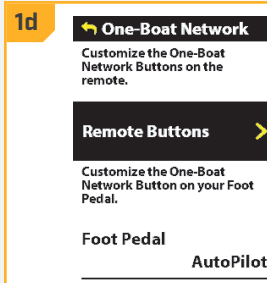 1d
One-Boat Network
Customize the One-Boat
Network Buttons on the
remote.
Remote Buttons
Customize the One-Boat
Network Button on your Foot
Pedal.
Foot Pedal
AutoPilot